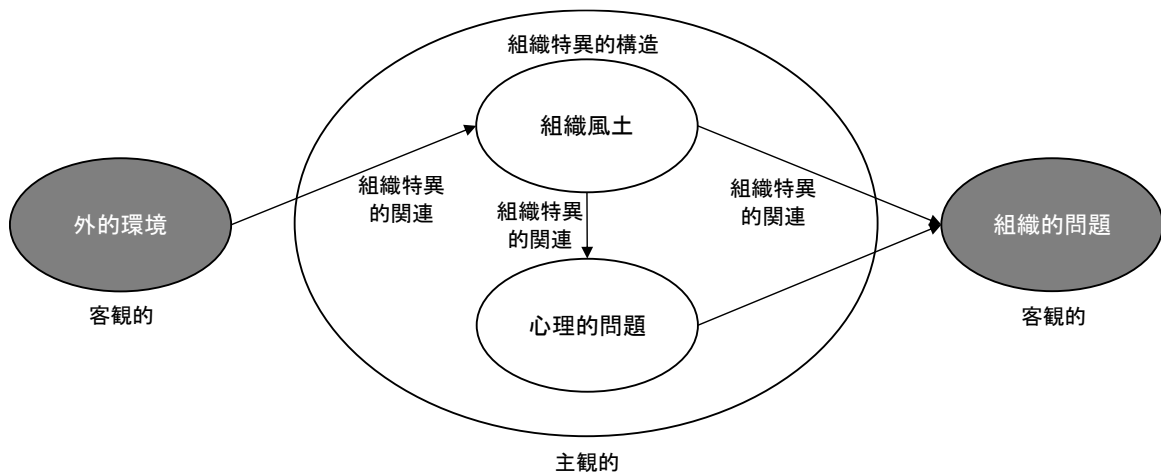 組織特異的構造
組織風土
組織特異
的関連
組織特異
的関連
組織特異
的関連
外的環境
組織的問題
客観的
心理的問題
客観的
主観的